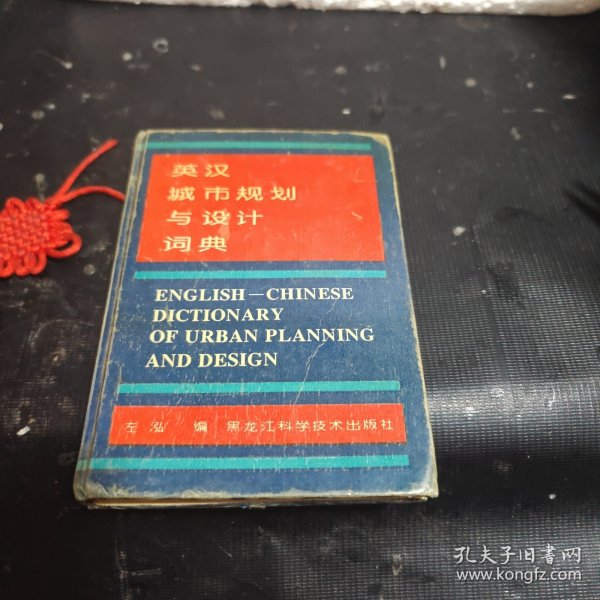 英汉
城市规划
与设计
词典
ENGLISH—CHINESE
DICTIONARY
OF URBAN PLANNING
AND DESIGN
左泓 编 黑龙江科学技术出版社
孔夫子旧书网
www.kongfz.com